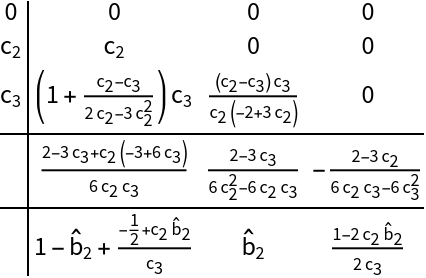 0 | 0 0 0
c₂ | c₂ 0 0
c₃ | (1 + (c₂−c₃)/(2 c₂−3 c₂²)) c₃ ((c₂−c₃) c₃)/(c₂ (−2+3 c₂)) 0
(2−3 c₃+c₂ (−3+6 c₃))/(6 c₂ c₃) (2−3 c₃)/(6 c₂²−6 c₂ c₃) − (2−3 c₂)/(6 c₂ c₃−6 c₃²)
1 − b̂₂ + (−1/2+c₂ b̂₂)/c₃ b̂₂ (1−2 c₂ b̂₂)/(2 c₃)